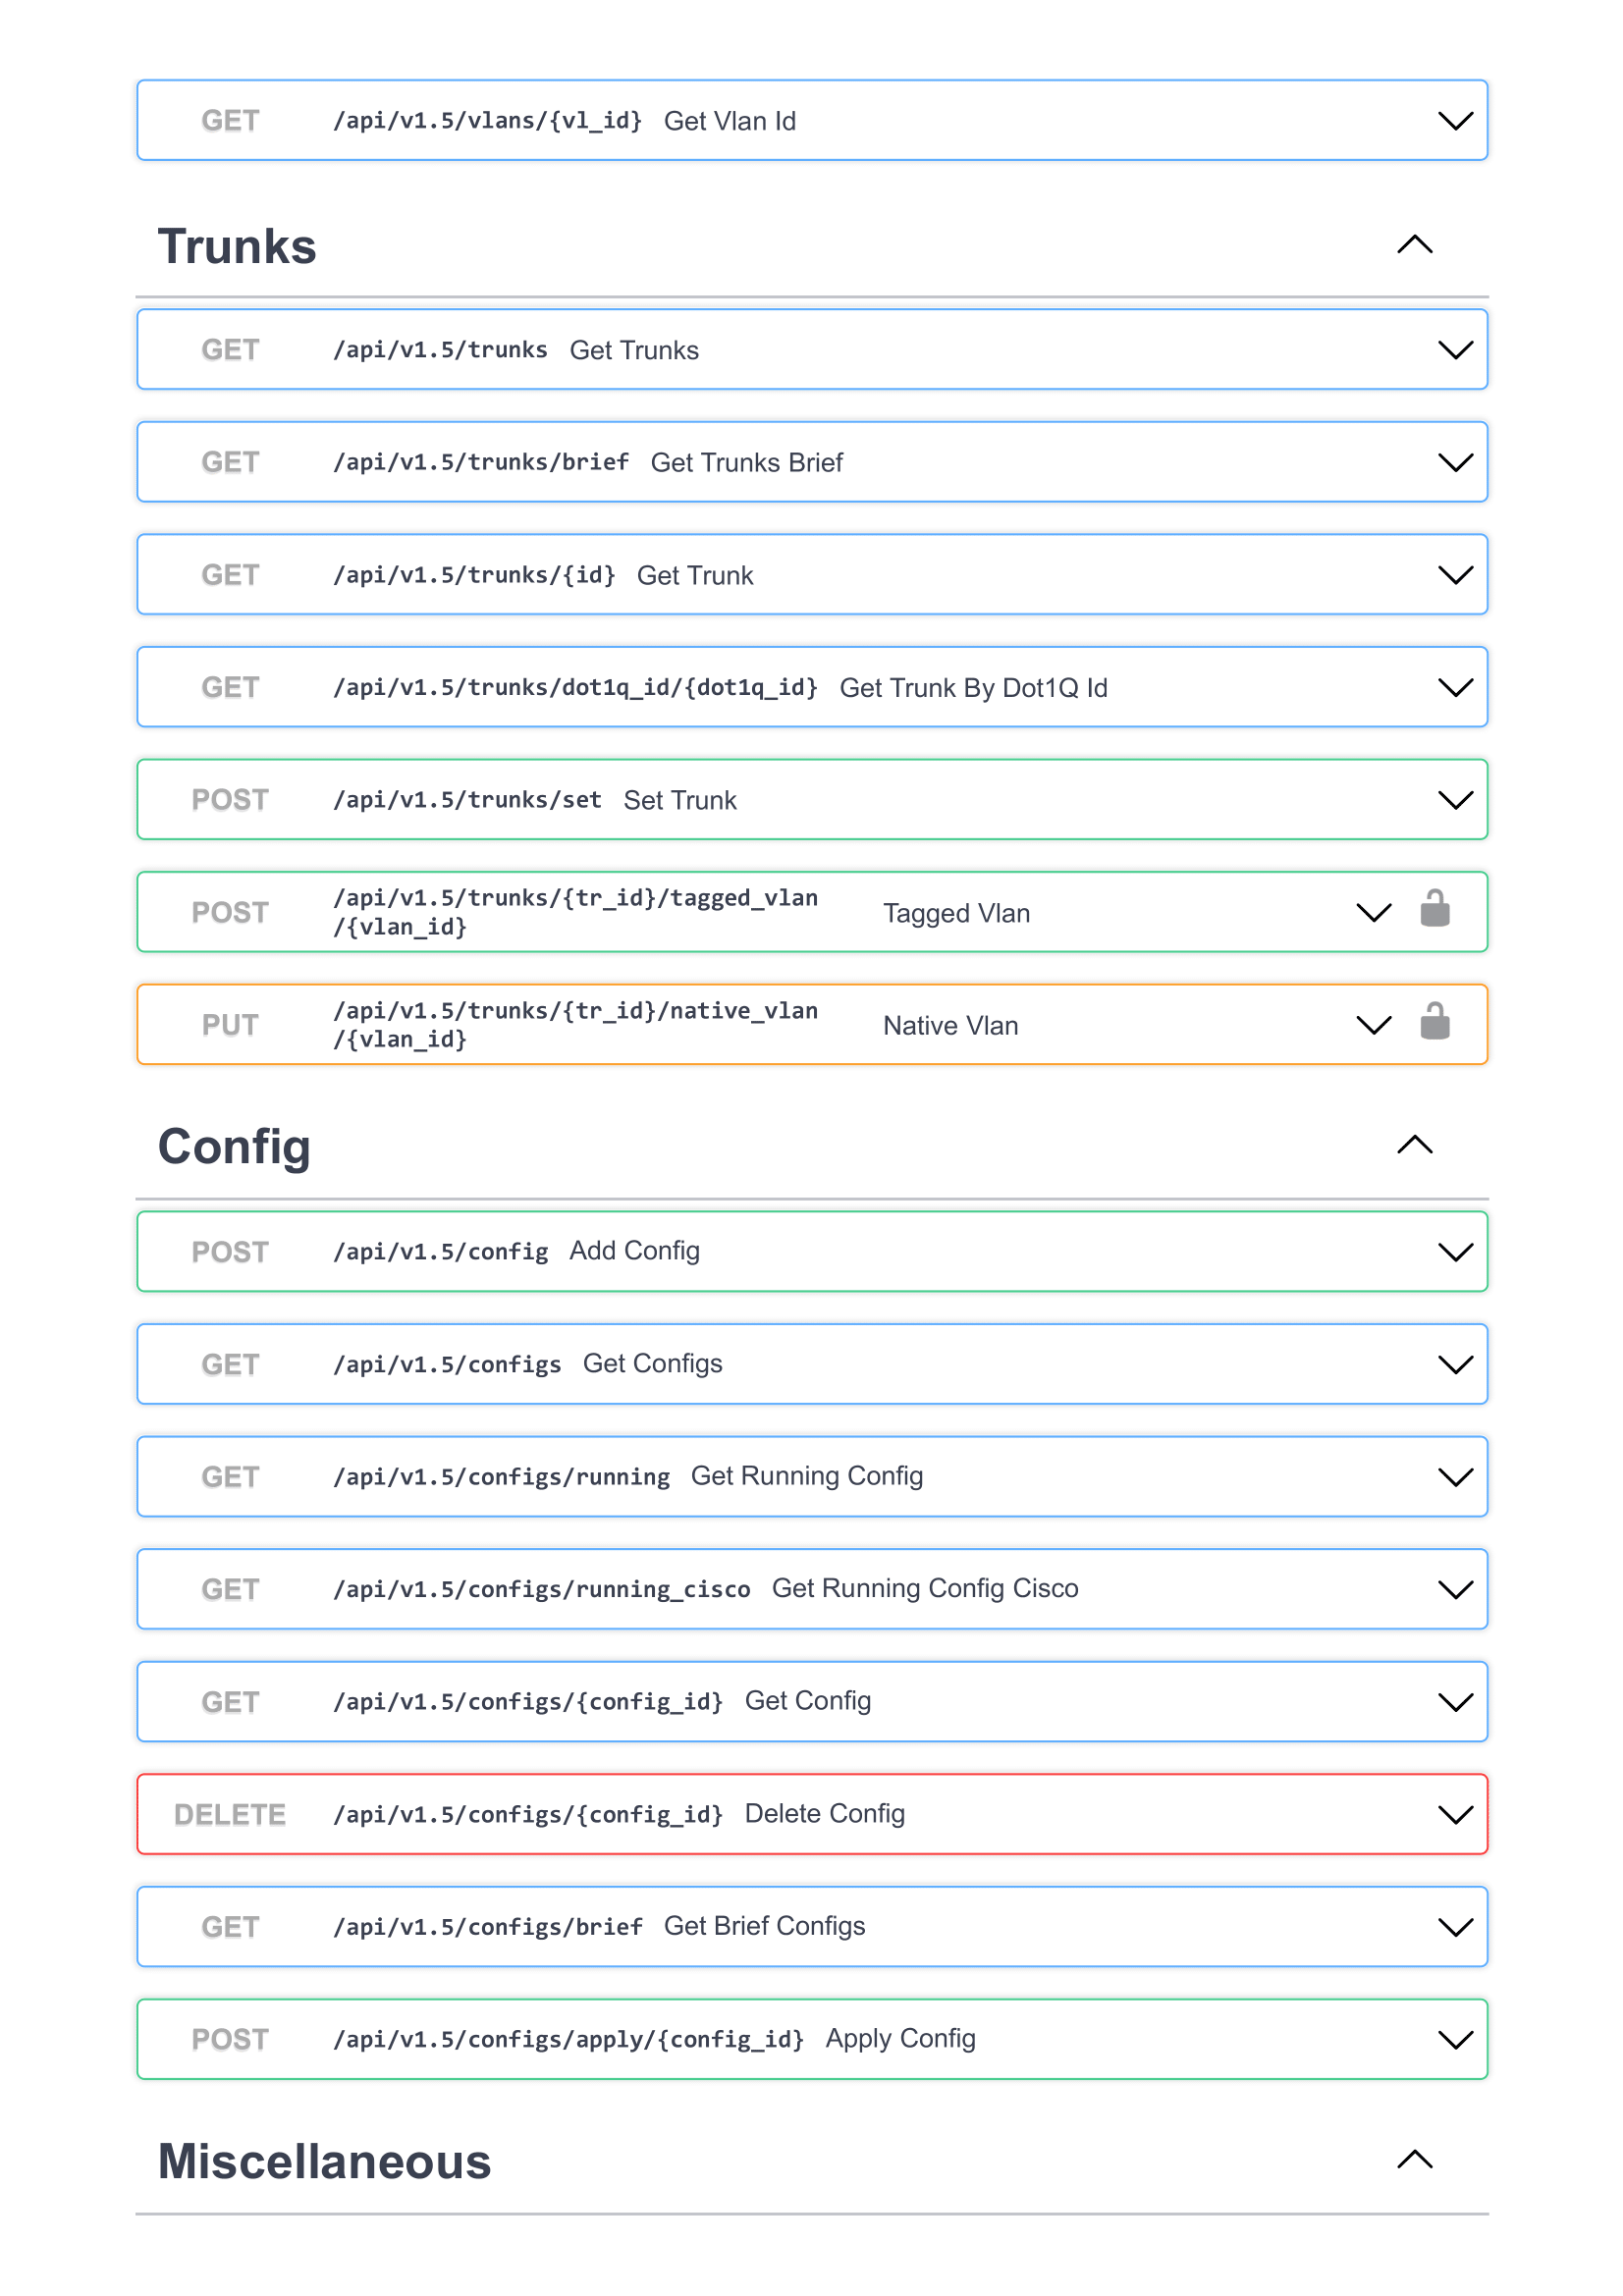 GET /api/v1.5/vlans/{vl_id} Get Vlan Id
Trunks
GET /api/v1.5/trunks Get Trunks
GET /api/v1.5/trunks/brief Get Trunks Brief
GET /api/v1.5/trunks/{id} Get Trunk
GET /api/v1.5/trunks/dot1q_id/{dot1q_id} Get Trunk By Dot1Q Id
POST /api/v1.5/trunks/set Set Trunk
POST /api/v1.5/trunks/{tr_id}/tagged_vlan
/{vlan_id} Tagged Vlan
PUT /api/v1.5/trunks/{tr_id}/native_vlan
/{vlan_id} Native Vlan
Config
POST /api/v1.5/config Add Config
GET /api/v1.5/configs Get Configs
GET /api/v1.5/configs/running Get Running Config
GET /api/v1.5/configs/running_cisco Get Running Config Cisco
GET /api/v1.5/configs/{config_id} Get Config
DELETE /api/v1.5/configs/{config_id} Delete Config
GET /api/v1.5/configs/brief Get Brief Configs
POST /api/v1.5/configs/apply/{config_id} Apply Config
Miscellaneous